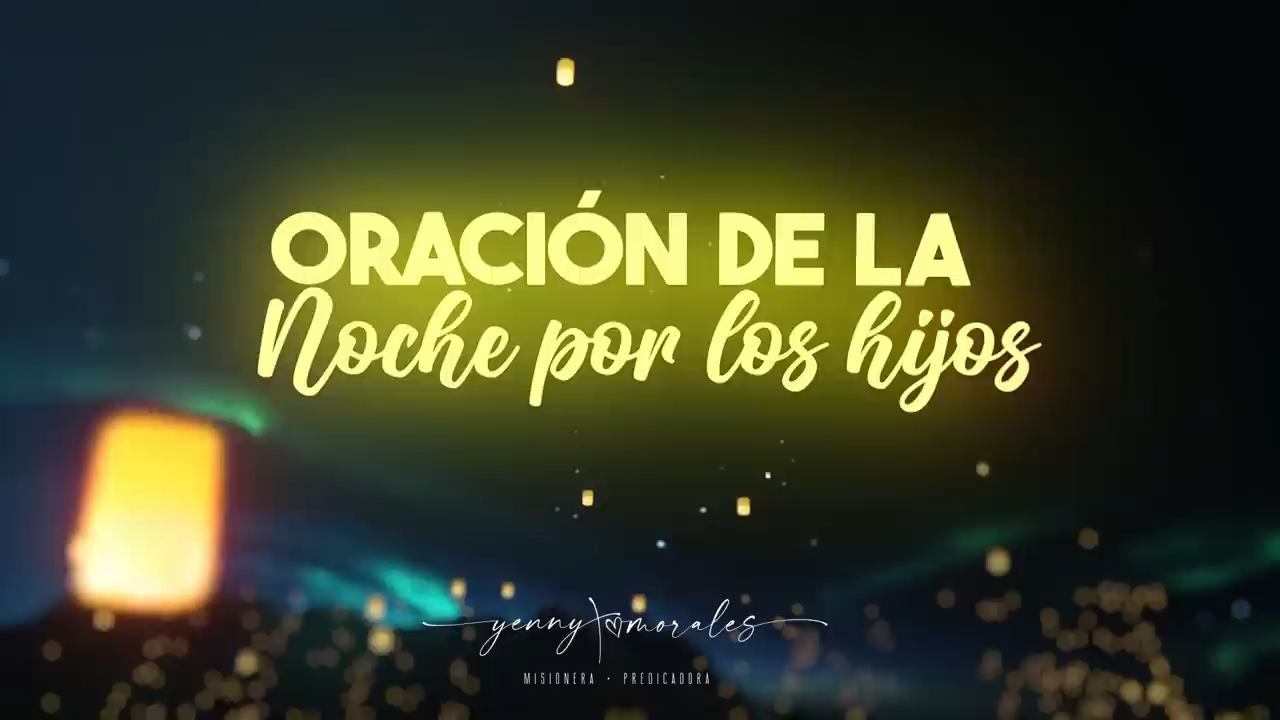 ORACIÓN DE LA
Noche por los hijos
yenny morales
MISIONERA · PREDICADORA